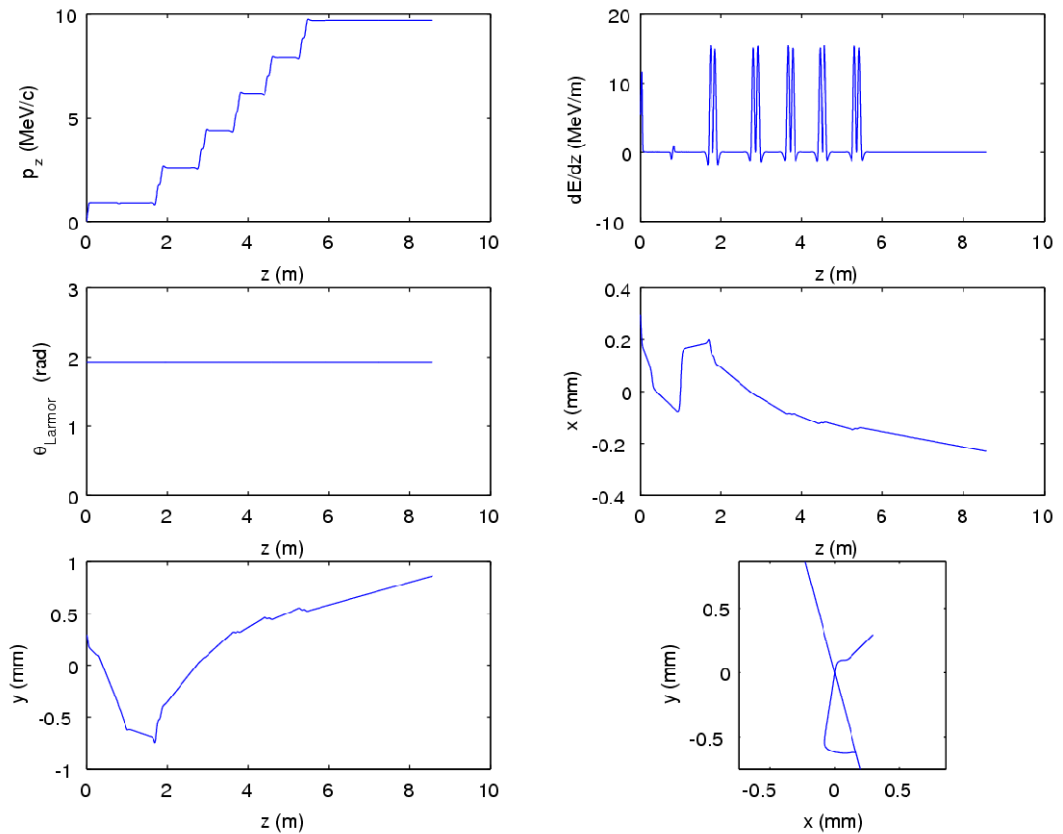 10
5
0
p_z (MeV/c)
0 2 4 6 8 10
z (m)
20
10
0
-10
dE/dz (MeV/m)
0 2 4 6 8 10
z (m)
3
2
1
0
θ_Larmor (rad)
0 2 4 6 8 10
z (m)
0.4
0.2
0
-0.2
-0.4
x (mm)
0 2 4 6 8 10
z (m)
1
0.5
0
-0.5
-1
y (mm)
0 2 4 6 8 10
z (m)
0.5
0
-0.5
y (mm)
-0.5 0 0.5
x (mm)